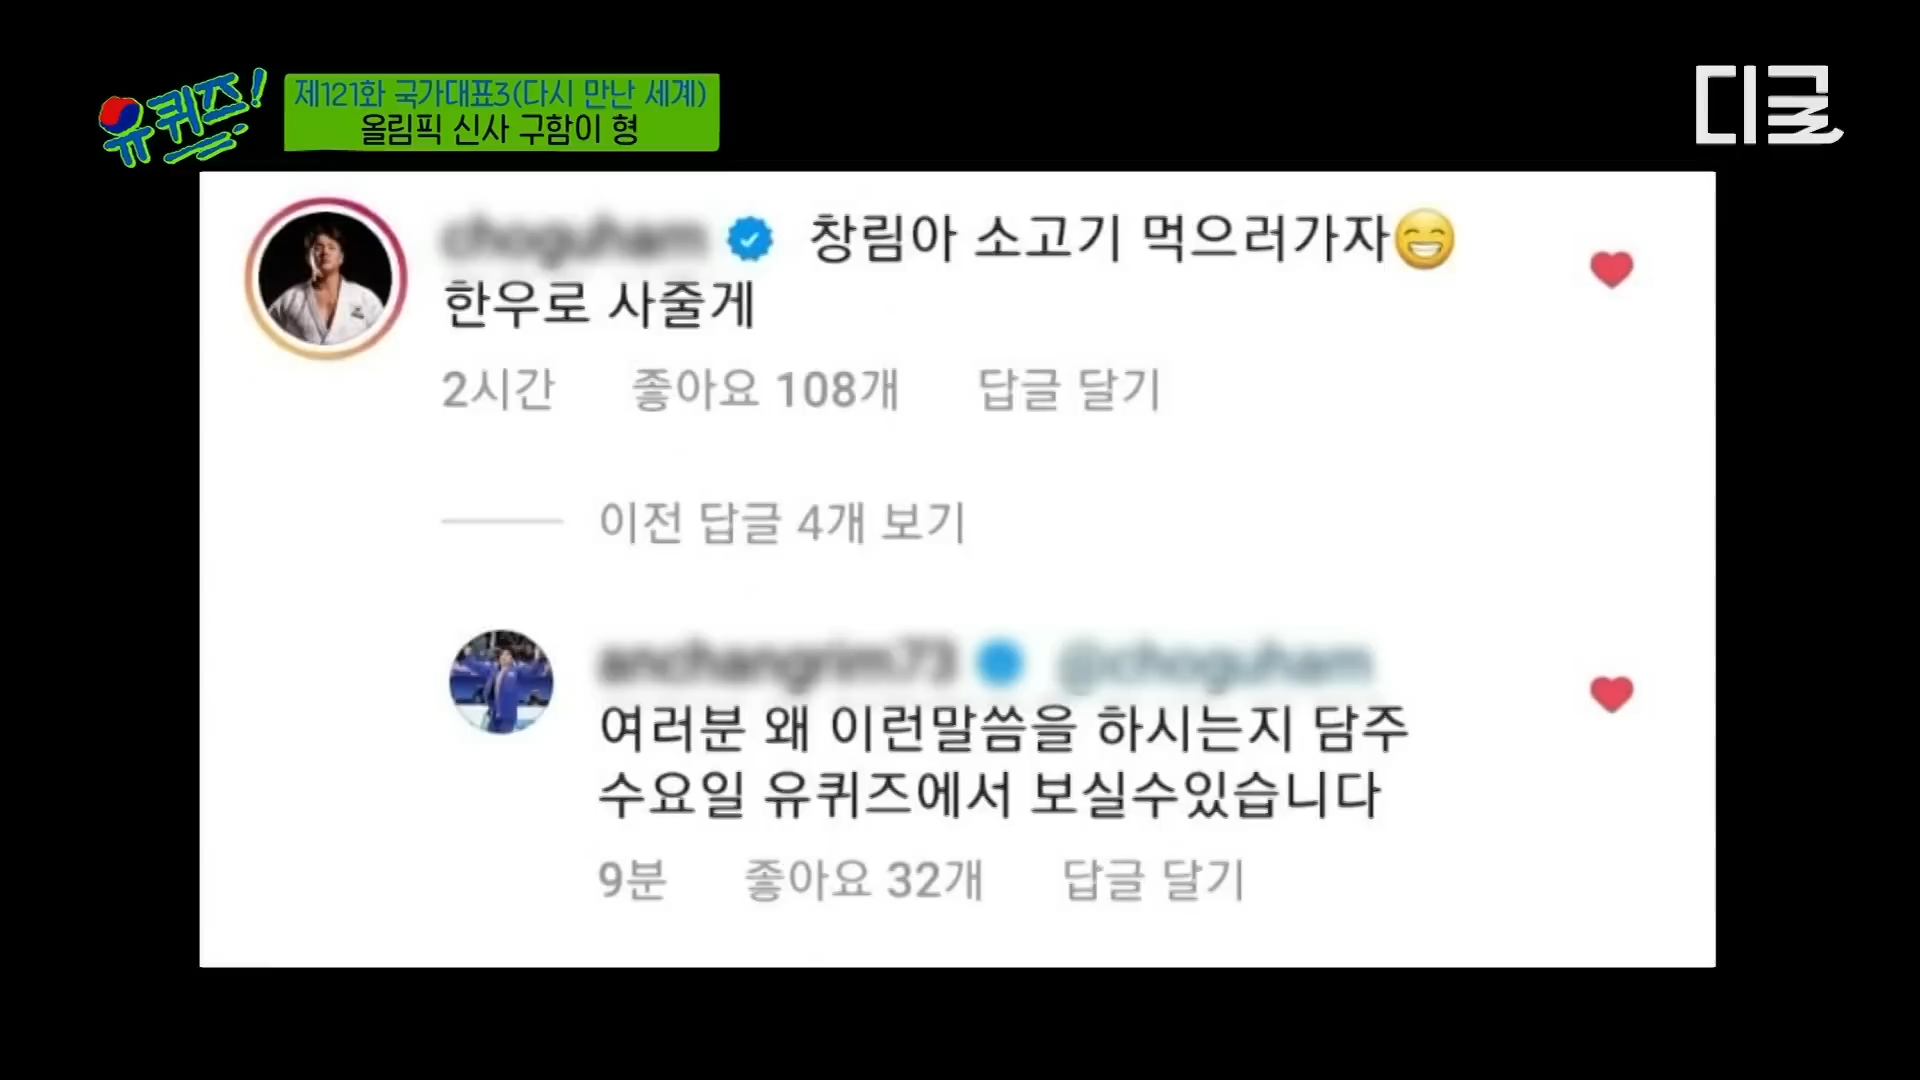 유퀴즈!
제121화 국가대표3(다시 만난 세계)
올림픽 신사 구함이 형
디글
choguham 창림아 소고기 먹으러가자😁
한우로 사줄게
2시간 좋아요 108개 답글 달기
이전 답글 4개 보기
anchangrim73 @choguham
여러분 왜 이런말씀을 하시는지 담주
수요일 유퀴즈에서 보실수있습니다
9분 좋아요 32개 답글 달기